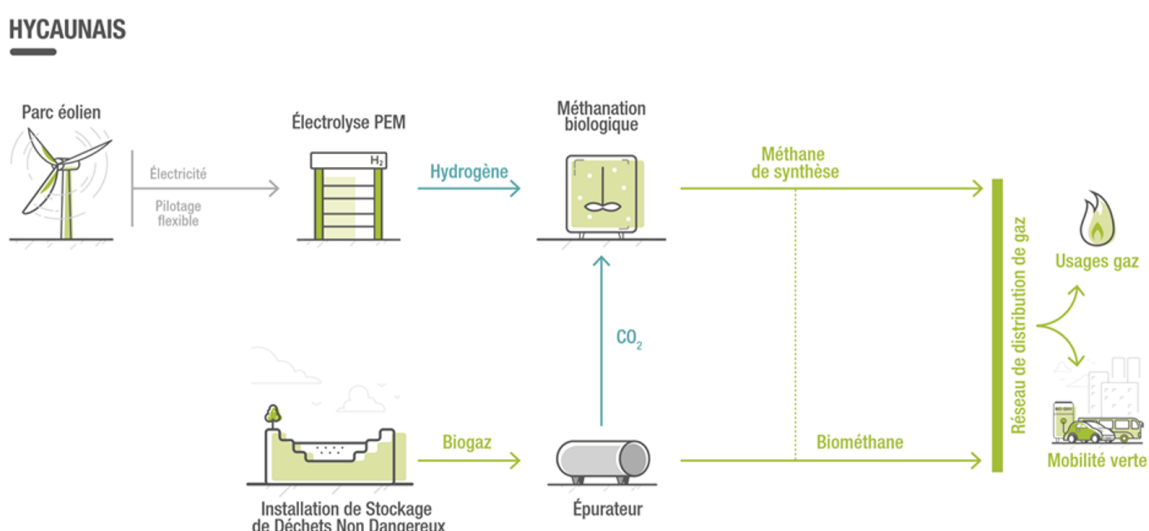 HYCAUNAIS
Parc éolien
Électricité
Pilotage
flexible
Électrolyse PEM
H2
Hydrogène
Méthanation
biologique
Méthane
de synthèse
CO2
Installation de Stockage
de Déchets Non Dangereux
Biogaz
Épurateur
Biométhane
Réseau de distribution de gaz
Usages gaz
Mobilité verte